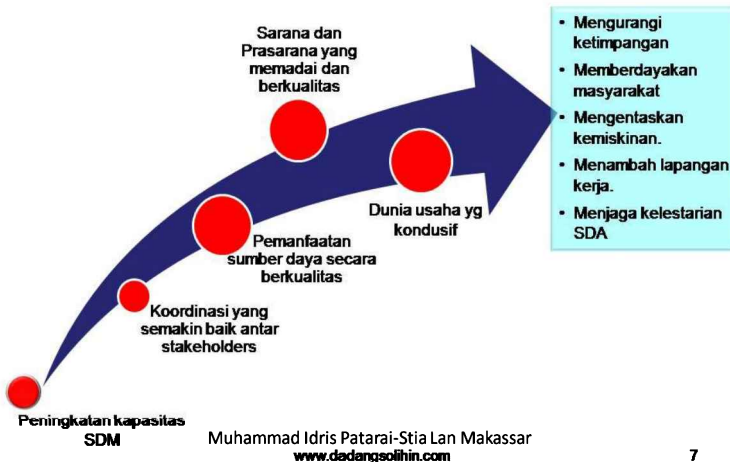 Sarana dan
Prasarana yang
memadai dan
berkualitas
• Mengurangi
ketimpangan
• Memberdayakan
masyarakat
• Mengentaskan
kemiskinan.
• Menambah lapangan
kerja.
• Menjaga kelestarian
SDA
Dunia usaha yg
kondusif
Pemanfaatan
sumber daya secara
berkualitas
Koordinasi yang
semakin baik antar
stakeholders
Peningkatan kapasitas
SDM
Muhammad Idris Patarai-Stia Lan Makassar
www.dadangsolihin.com
7